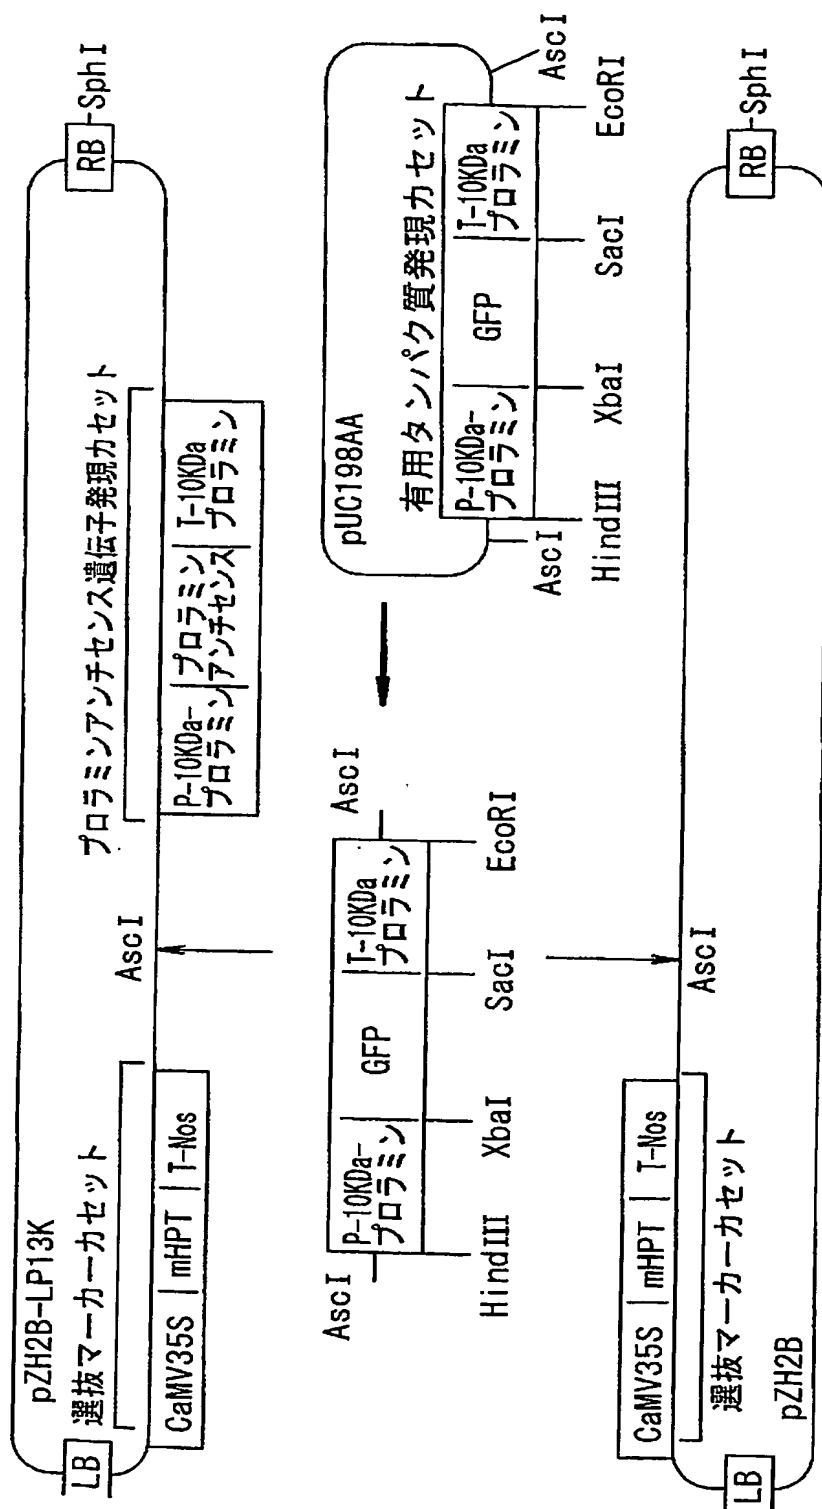 pZH2B-LP13K
選抜マーカーカセット
LB
CaMV35S | mHPT | T-Nos
AscI
プロラミンアンチセンス遺伝子発現カセット
P-10KDa-
プロラミン
プロラミン
アンチセンス
T-10KDa
プロラミン
RB
SphI
AscI
P-10KDa-
プロラミン
GFP
T-10KDa
プロラミン
AscI
HindIII
XbaI
SacI
EcoRI
pUC198AA
有用タンパク質発現カセット
P-10KDa-
プロラミン
GFP
T-10KDa
プロラミン
AscI
AscI
HindIII
XbaI
SacI
EcoRI
CaMV35S | mHPT | T-Nos
選抜マーカーカセット
LB
pZH2B
AscI
RB
SphI